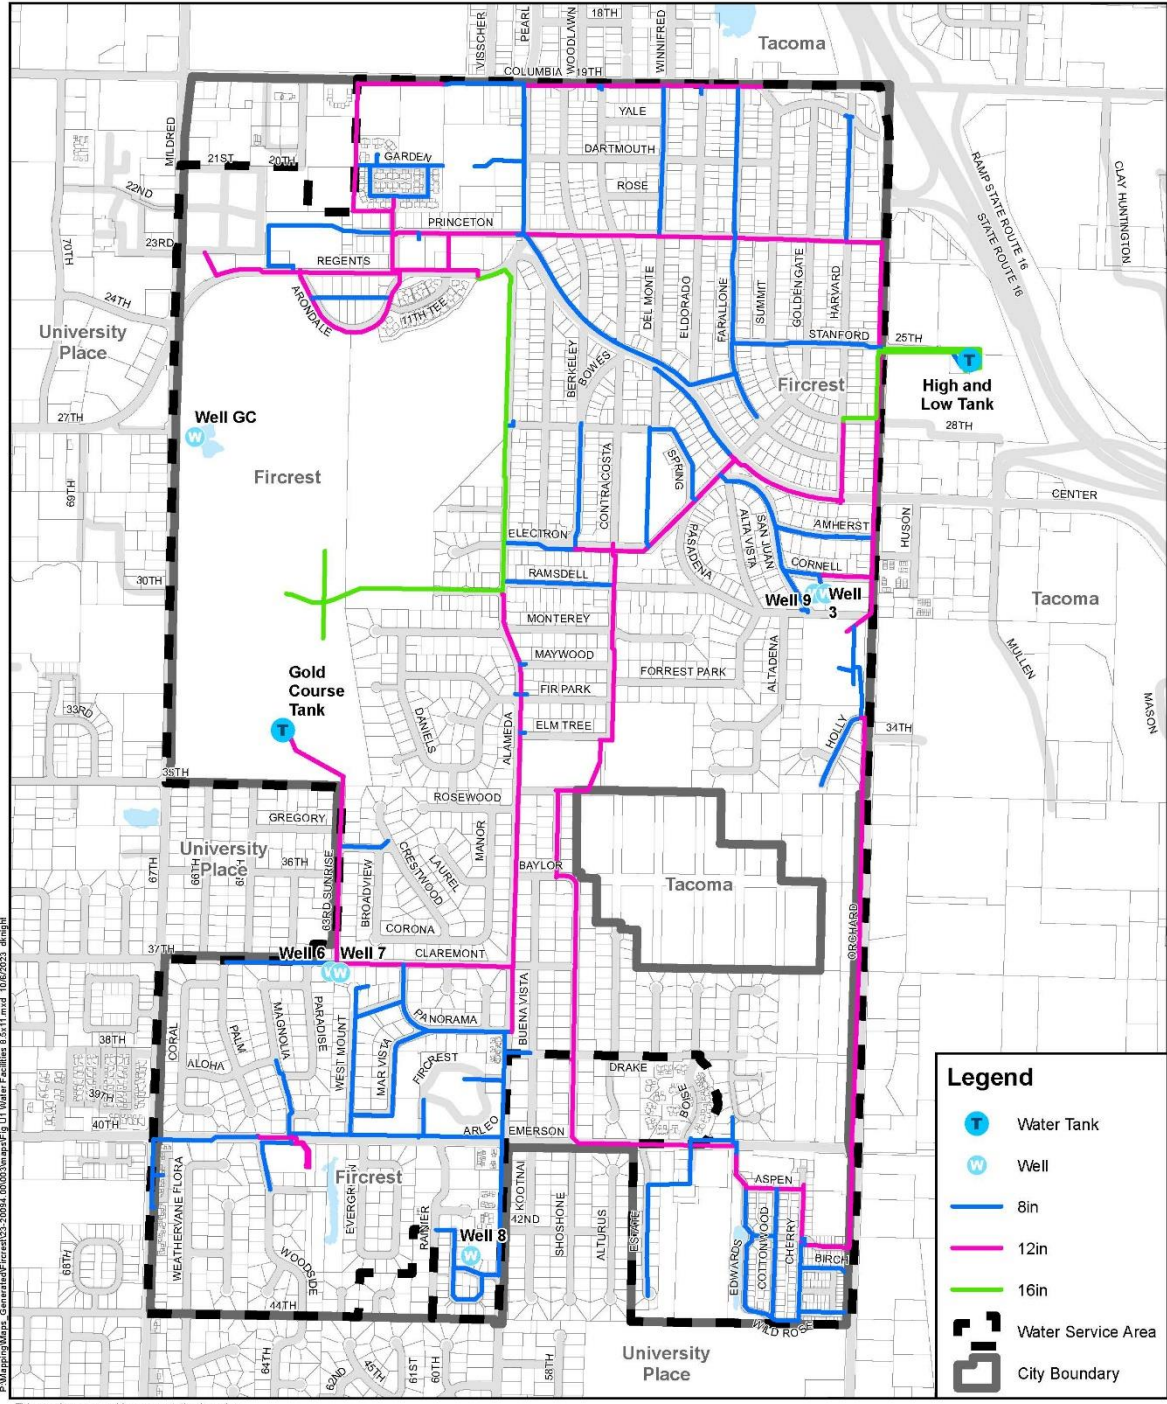 VISSCHER
PEARL
WOODLAWN
18TH
WINNIFRED
Tacoma
COLUMBIA
19TH
MILDRED
YALE
DARTMOUTH
21ST
20TH
GARDEN
ROSE
22ND
PRINCETON
23RD
70TH
REGENTS
RAMP STATE ROUTE 16
STATE ROUTE 16
CLAY HUNTINGTON
24TH
ARONDALE
11TH TEE
DEL MONTE
ELDORADO
FARALLONE
SUMMIT
GOLDENGATE
HARVARD
University
Place
STANFORD
25TH
BERKELEY
BOWES
Fircrest
High and
Low Tank
27TH
Well GC
28TH
Fircrest
CONTRA COSTA
SPRING
69TH
CENTER
ELECTRON
PASADENA
ALTA VISTA
SAN JUAN
AMHERST
HUSON
CORNELL
30TH
RAMSDELL
Well 9
Well
3
Tacoma
MONTEREY
MAYWOOD
FORREST PARK
ALTADENA
MULLEN
Gold
Course
Tank
FIR PARK
MASON
33RD
DANIELS
ALAMEDA
ELM TREE
HOLLY
34TH
35TH
ROSEWOOD
GREGORY
University
Place
67TH
66TH
65
36TH
63RD SUNRISE
BROADVIEW
CRESTWOOD
LAUREL
MANOR
BAYLOR
Tacoma
CORONA
ORCHARD
37TH
Well 6
Well 7
CLAREMONT
CORAL
PALM
MAGNOLIA
PARADISE
WEST MOUNT
PANORAMA
BUENA VISTA
38TH
ALOHA
MAR VISTA
FIRCREST
DRAKE
BOISE
39TH
40TH
ARLEO
EMERSON
WEATHERVANE
FLORA
EVERGREEN
Fircrest
RAINIER
KOOTNAI
42ND
SHOSHONE
ALTURUS
ESTATE
ASPEN
EDWARDS
COTTONWOOD
CHERRY
BIRCH
68TH
WOODSIDE
Well 8
44TH
WILD ROSE
64TH
62ND
45TH
61ST
60TH
58TH
University
Place
Legend
T Water Tank
W Well
8in
12in
16in
Water Service Area
City Boundary